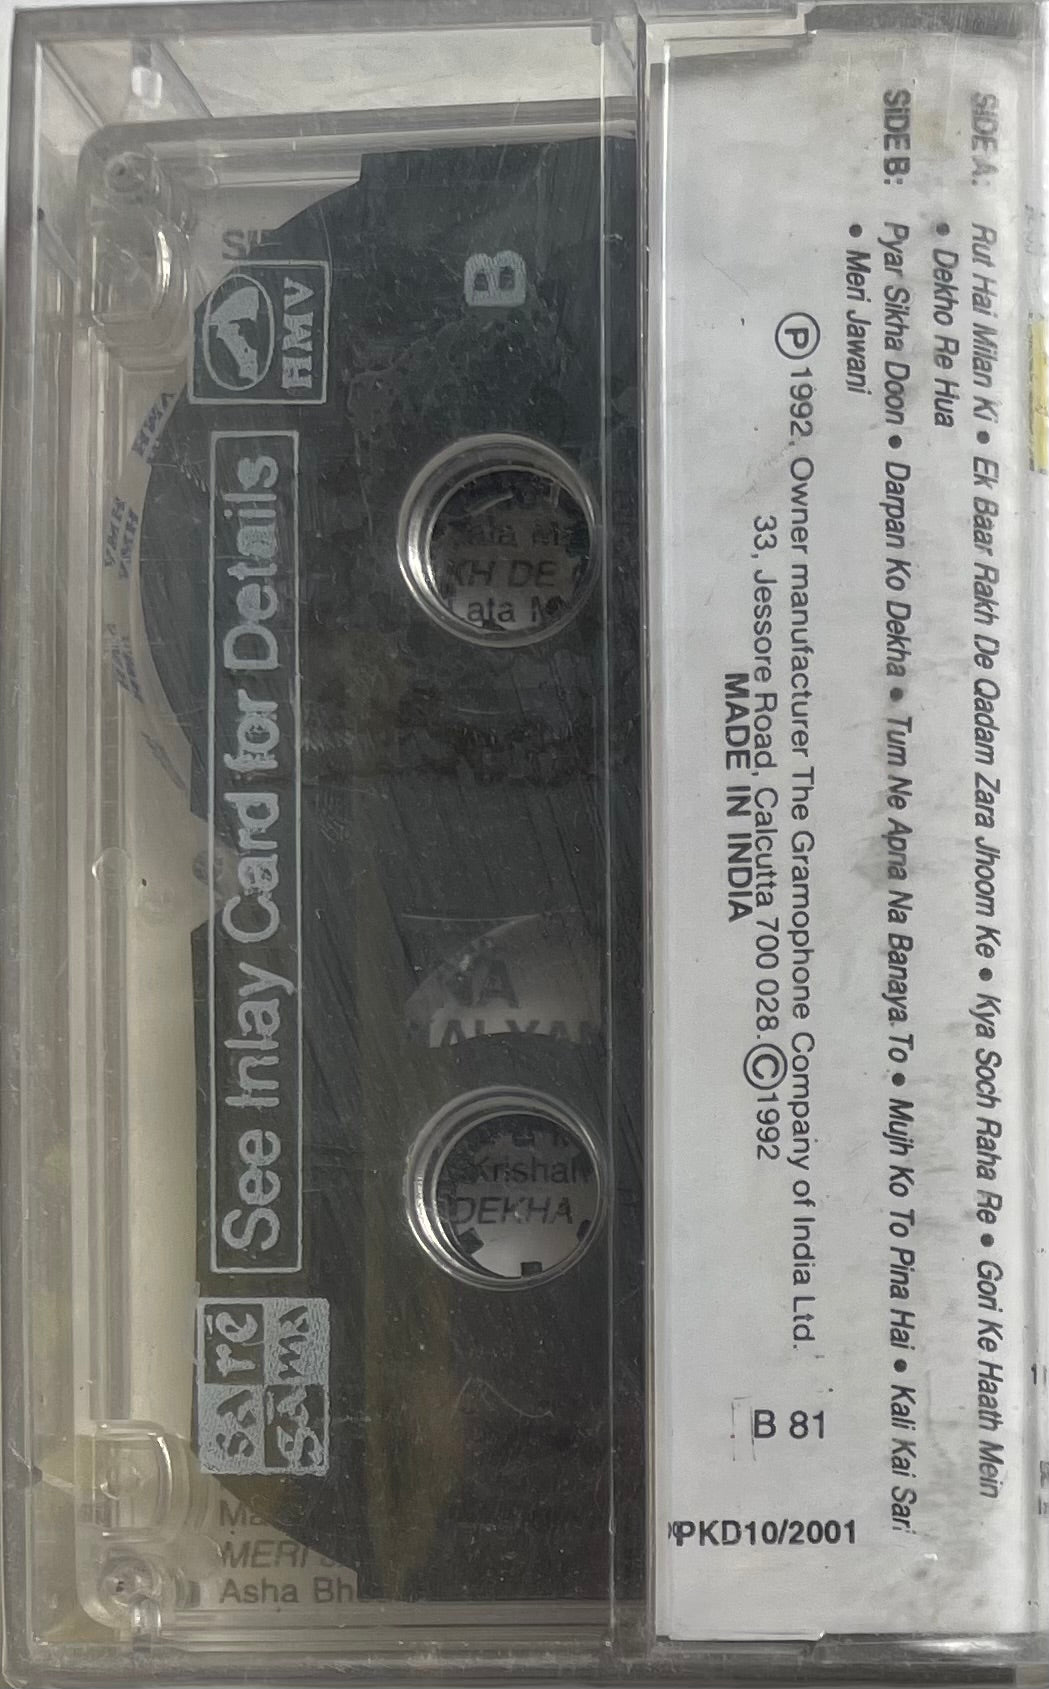 SIDE A: Rut Hai Milan Ki • Ek Baar Rakh De Qadam Zara Jhoom Ke • Kya Soch Raha Re • Gori Ke Haath Mein
• Dekho Re Hua
SIDE B: Pyar Sikha Doon • Darpan Ko Dekha • Tum Ne Apna Na Banaya To • Mujh Ko To Pina Hai • Kali Kai Sari
• Meri Jawani
Ⓟ 1992. Owner manufacturer The Gramophone Company of India Ltd.
33, Jessore Road, Calcutta 700 028. © 1992
MADE IN INDIA
81
B
PKD10/2001
B
HMV
See Inlay Card for Details
SA RE
GA MA
KH DE
Lata M
Krishal
DEKHA
MERI
Asha Bh